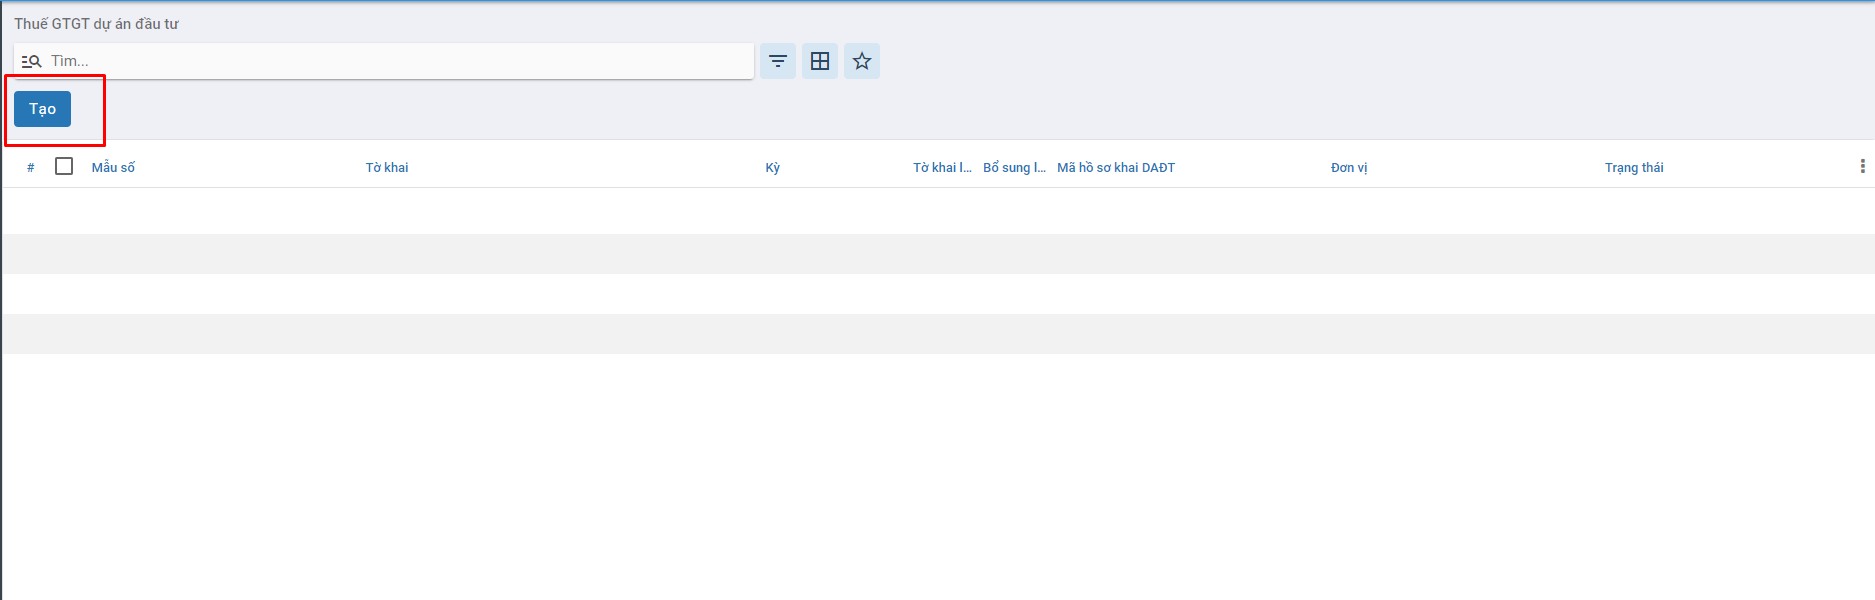 Thuế GTGT dự án đầu tư
Tìm...
Tạo
# Mẫu số Tờ khai Kỳ Tờ khai l... Bổ sung l... Mã hồ sơ khai DAĐT Đơn vị Trạng thái